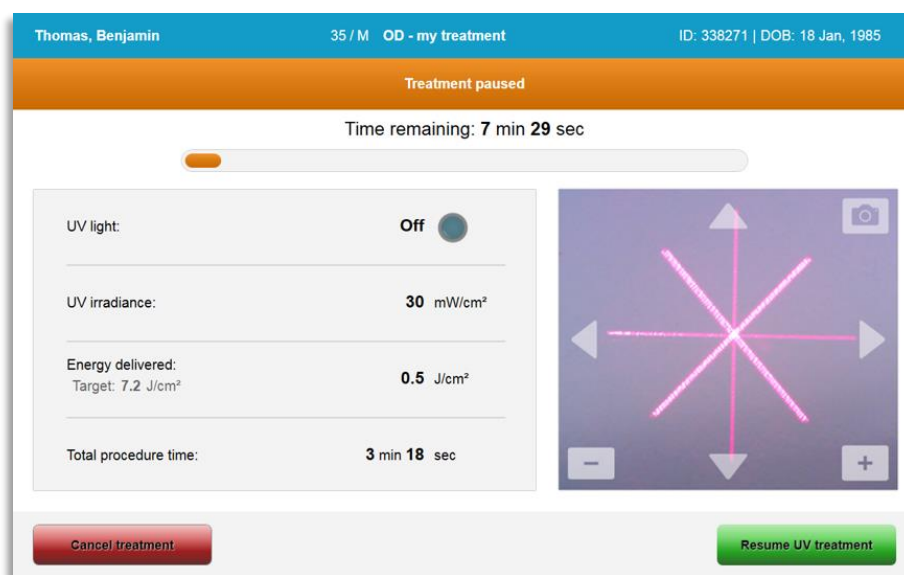 Thomas, Benjamin 35 / M OD - my treatment ID: 338271 | DOB: 18 Jan, 1985
Treatment paused
Time remaining: 7 min 29 sec
UV light: Off
UV irradiance: 30 mW/cm²
Energy delivered:
Target: 7.2 J/cm² 0.5 J/cm²
Total procedure time: 3 min 18 sec
Cancel treatment Resume UV treatment